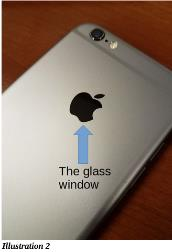 The glass
window
Illustration 2